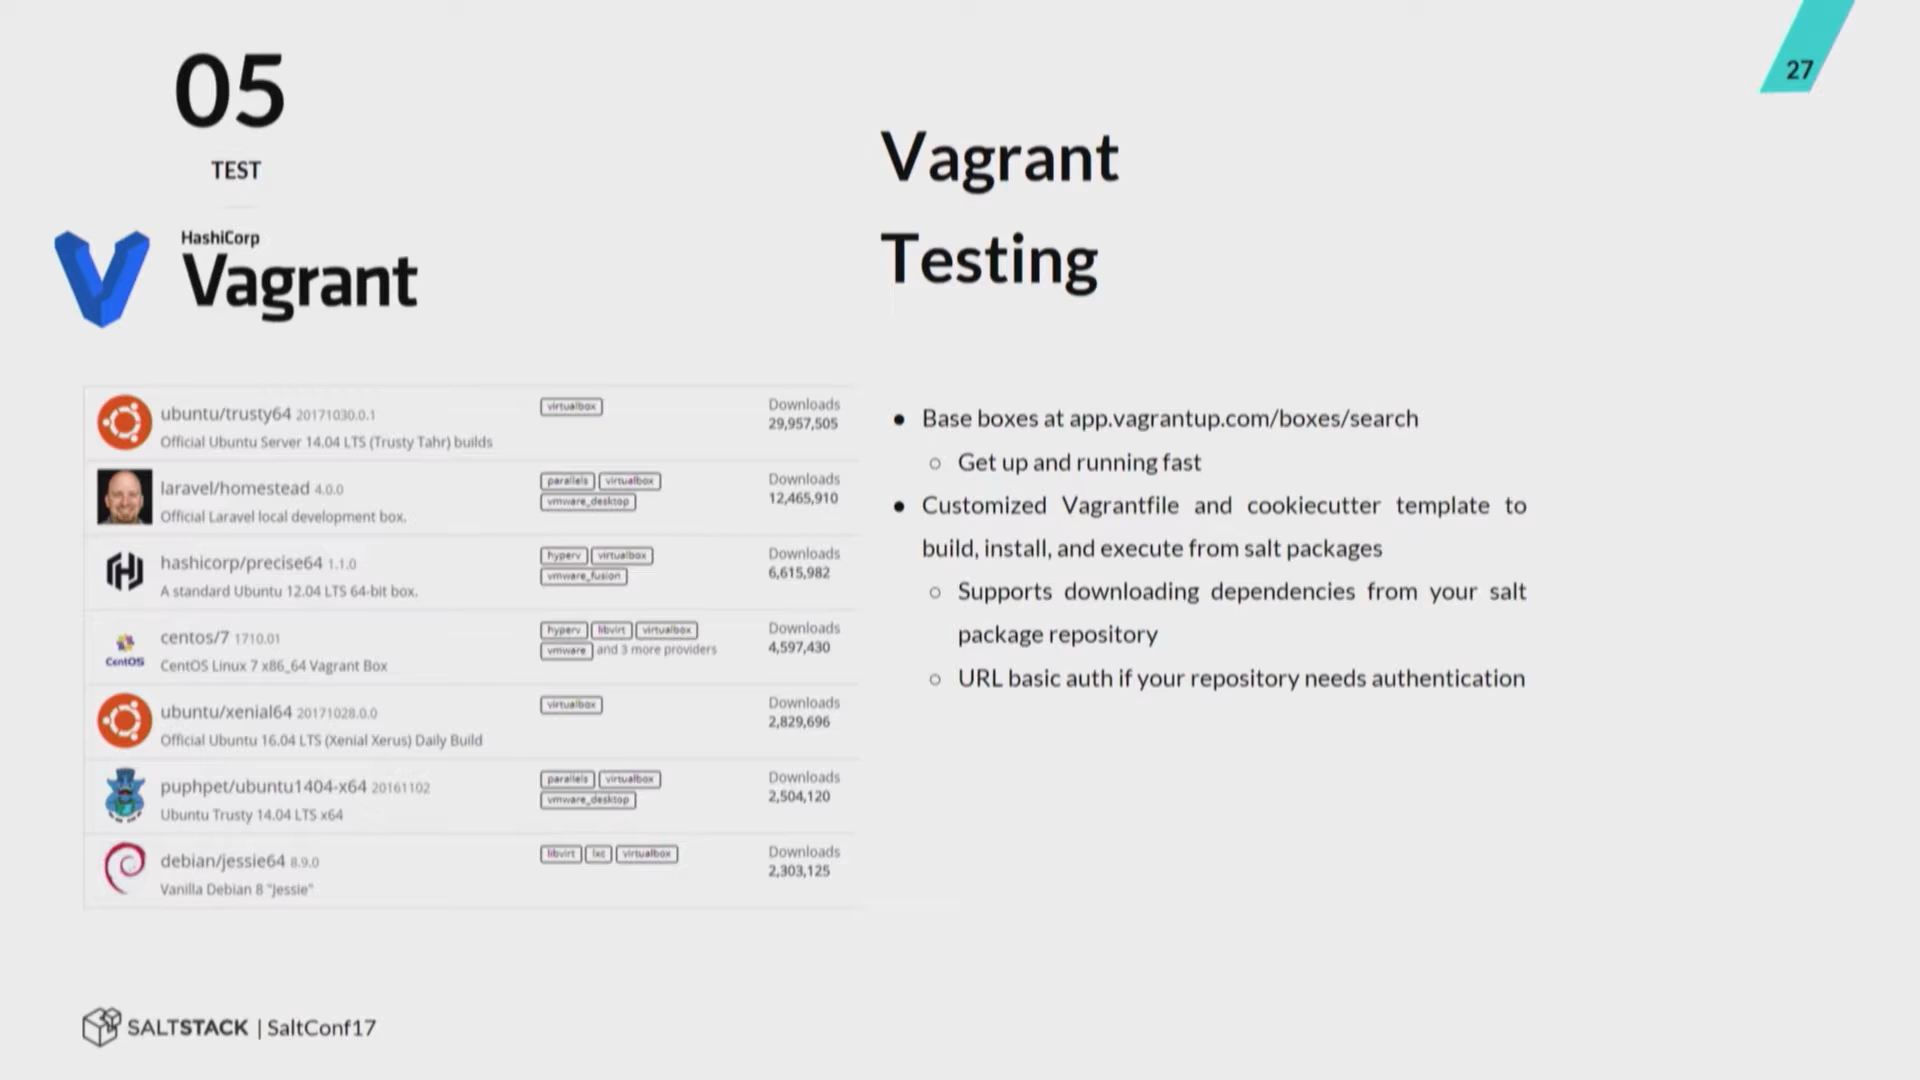 05
TEST
27
HashiCorp
Vagrant
Vagrant
Testing
ubuntu/trusty64 20171030.0.1
Official Ubuntu Server 14.04 LTS (Trusty Tahr) builds
virtualbox
Downloads
29,957,505
laravel/homestead 4.0.0
Official Laravel local development box.
parallels virtualbox
vmware_desktop
Downloads
12,465,910
hashicorp/precise64 1.1.0
A standard Ubuntu 12.04 LTS 64-bit box.
hyperv virtualbox
vmware_fusion
Downloads
6,615,982
CentOS
centos/7 1710.01
CentOS Linux 7 x86_64 Vagrant Box
hyperv libvirt virtualbox
vmware and 3 more providers
Downloads
4,597,430
ubuntu/xenial64 20171028.0.0
Official Ubuntu 16.04 LTS (Xenial Xerus) Daily Build
virtualbox
Downloads
2,829,696
puphpet/ubuntu1404-x64 20161102
Ubuntu Trusty 14.04 LTS x64
parallels virtualbox
vmware_desktop
Downloads
2,504,120
debian/jessie64 8.9.0
Vanilla Debian 8 "Jessie"
libvirt lxc virtualbox
Downloads
2,303,125
● Base boxes at app.vagrantup.com/boxes/search
○ Get up and running fast
● Customized Vagrantfile and cookiecutter template to
build, install, and execute from salt packages
○ Supports downloading dependencies from your salt
package repository
○ URL basic auth if your repository needs authentication
SALTSTACK | SaltConf17